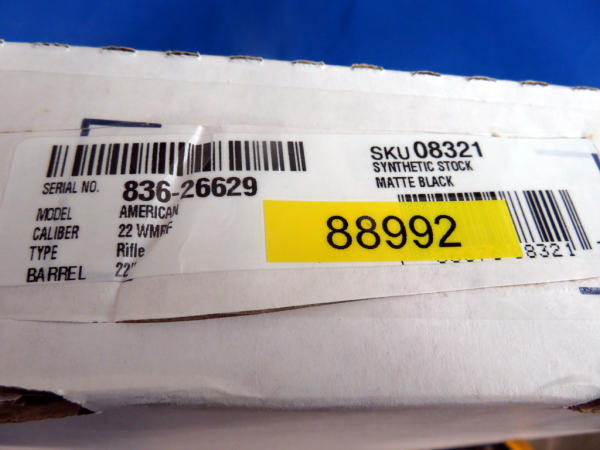 SKU 08321
SYNTHETIC STOCK
MATTE BLACK
SERIAL NO. 836-26629
MODEL AMERICAN
CALIBER 22 WMRF
TYPE Rifle
BARREL 22"
88992
8321